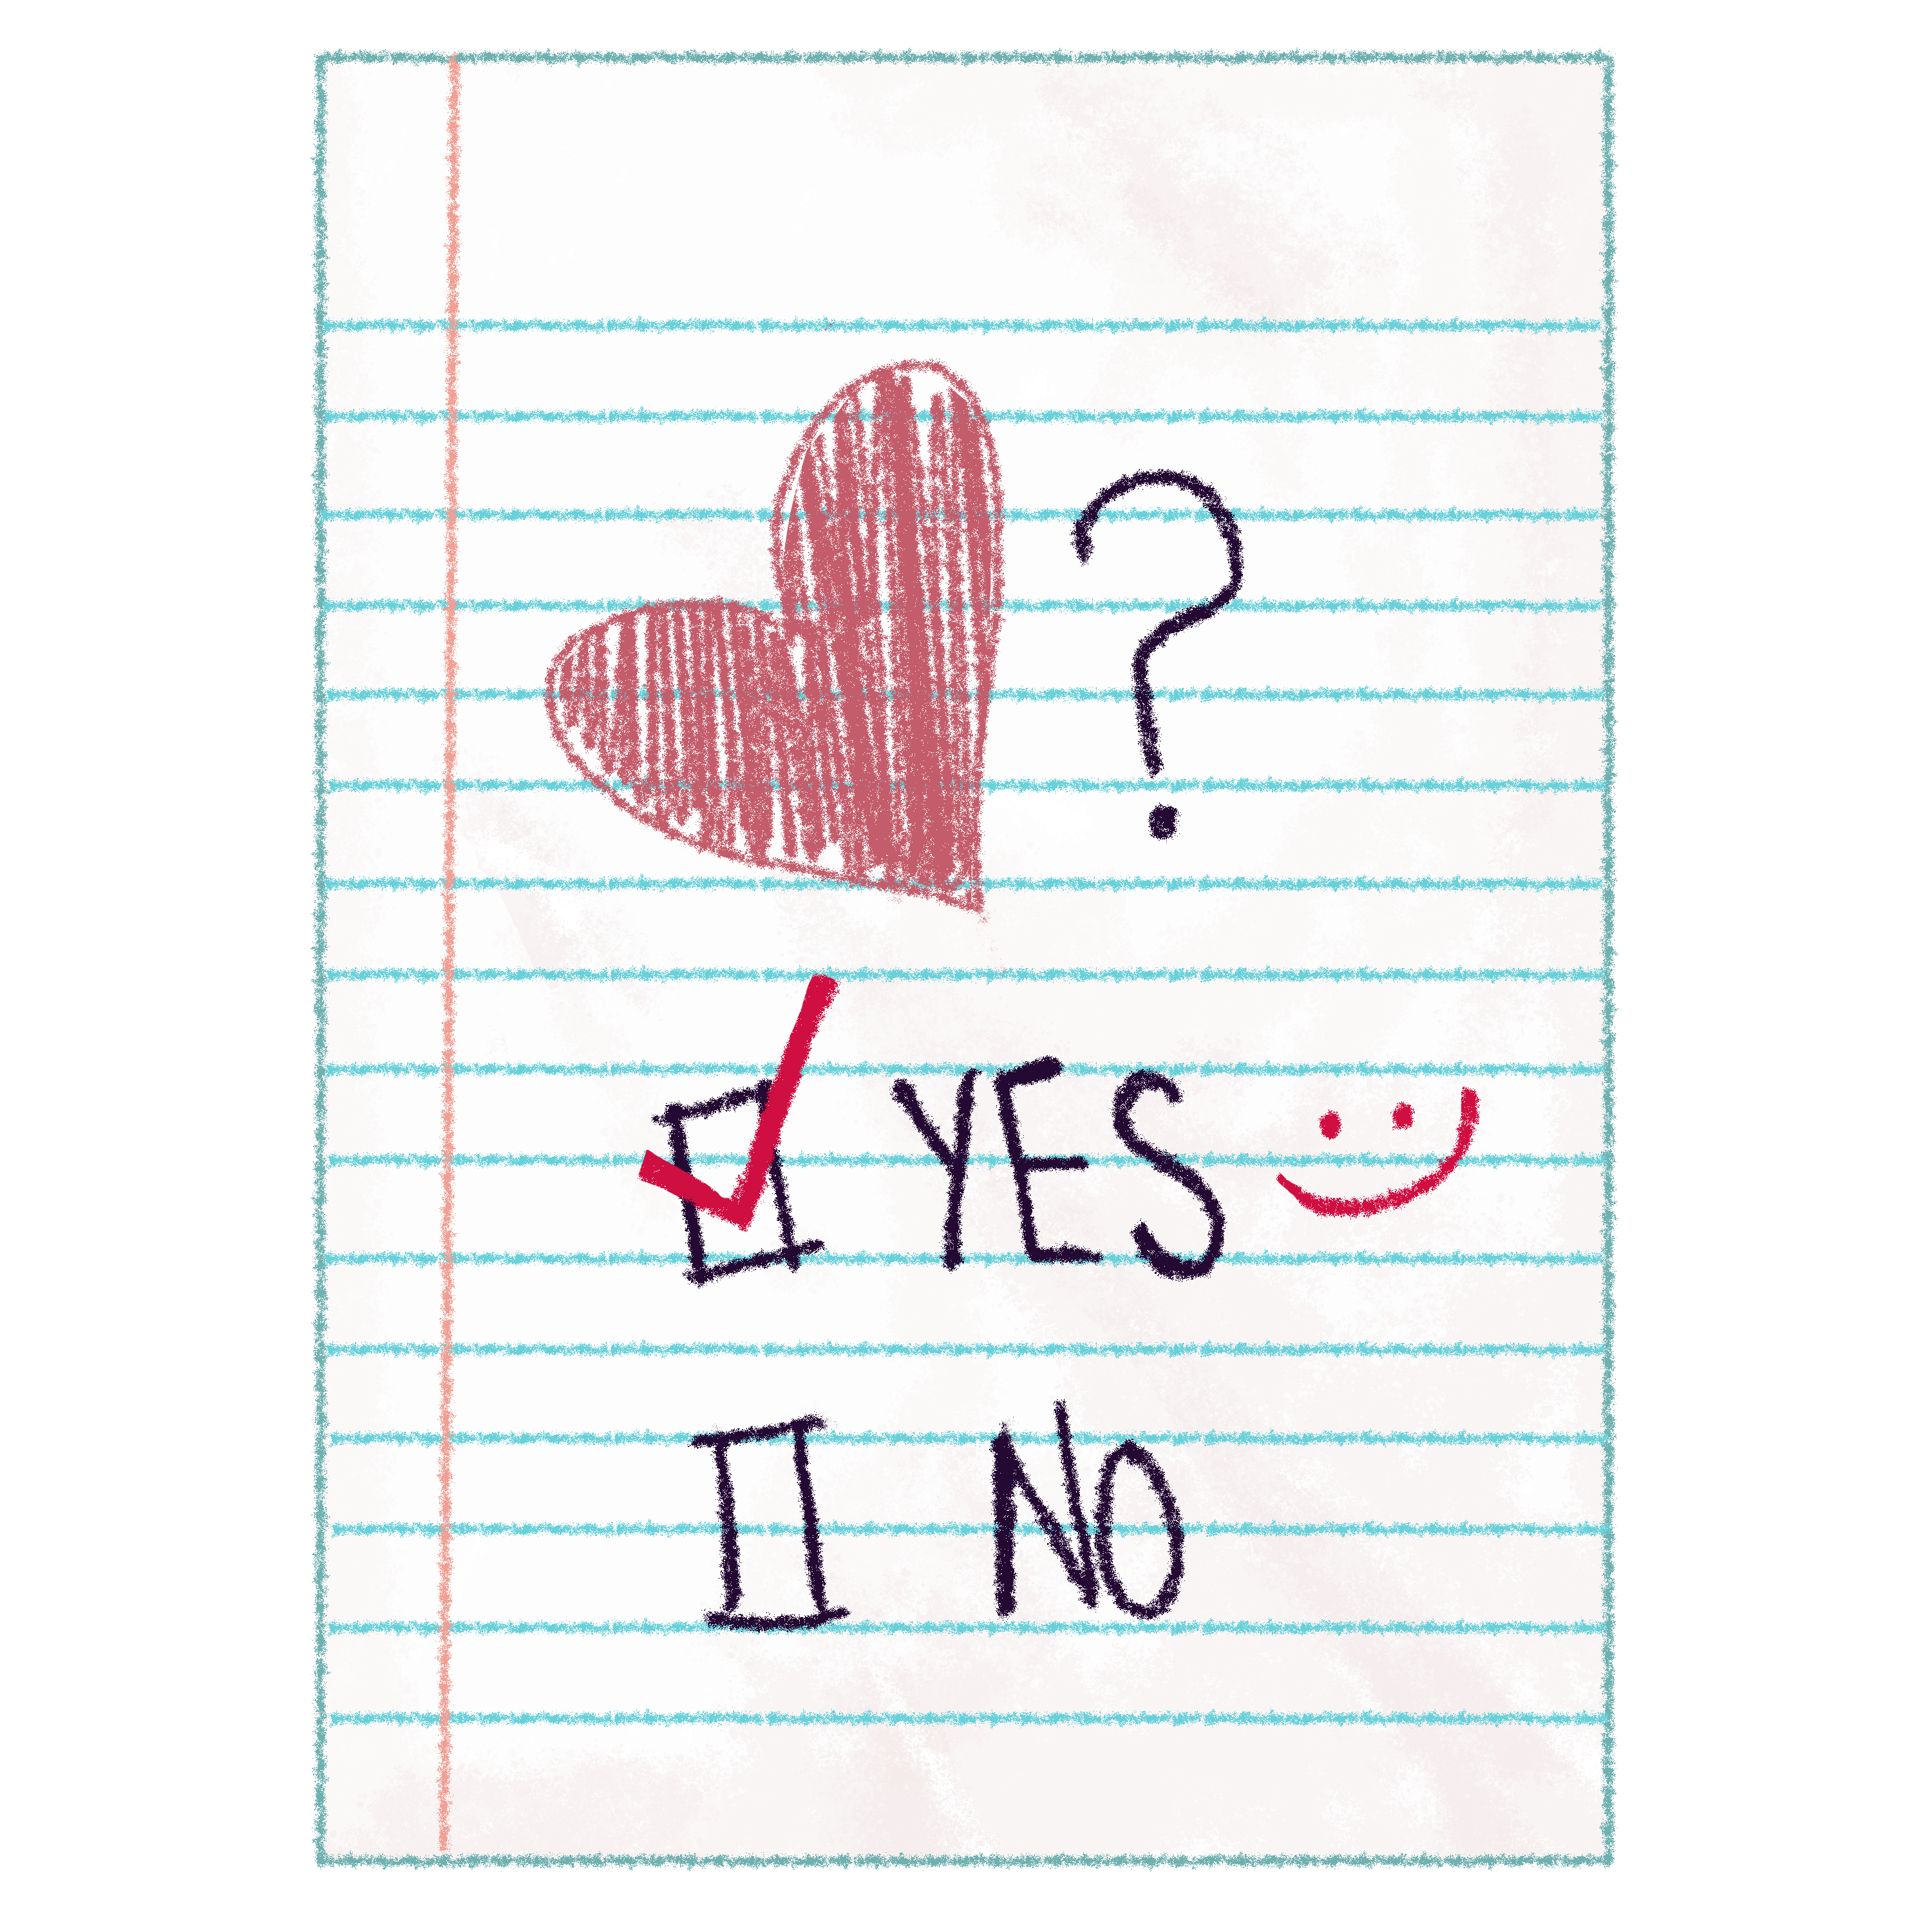 ?
YES
NO